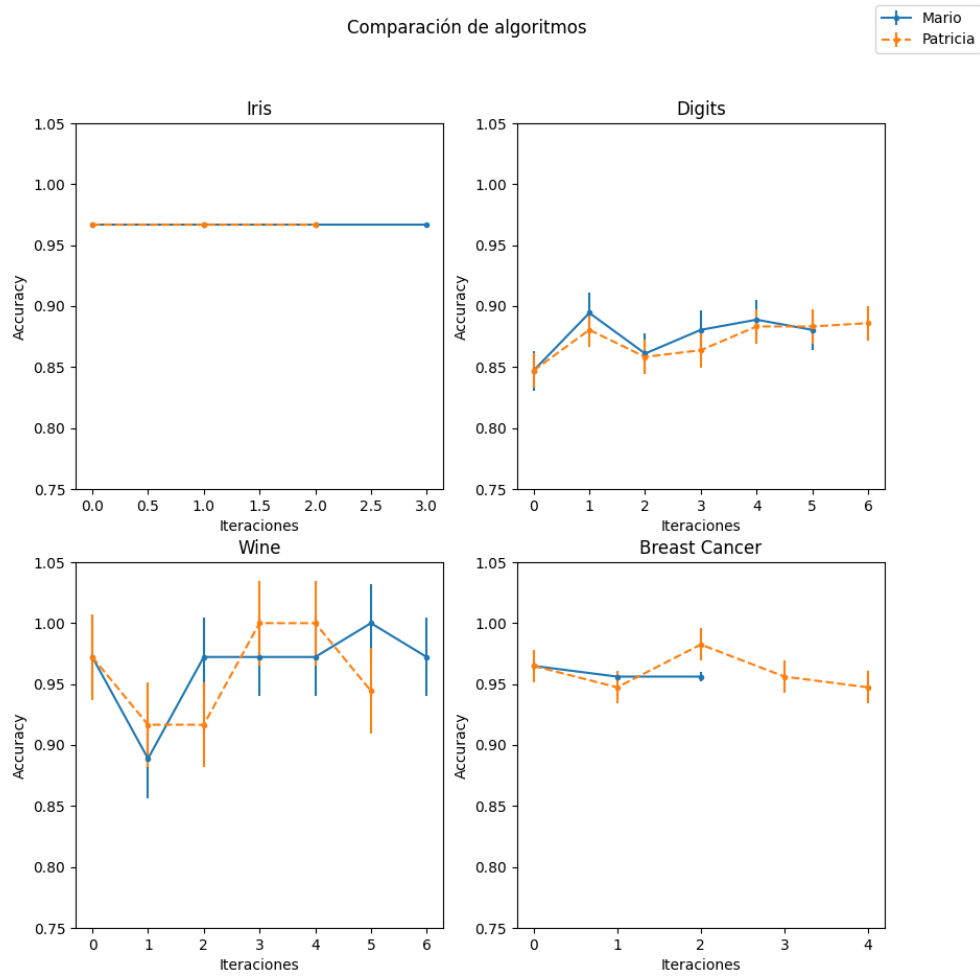 Comparación de algoritmos
Mario
Patricia
Iris
1.05
1.00
0.95
0.90
0.85
0.80
0.75
Accuracy
0.0 0.5 1.0 1.5 2.0 2.5 3.0
Iteraciones
Digits
1.05
1.00
0.95
0.90
0.85
0.80
0.75
Accuracy
0 1 2 3 4 5 6
Iteraciones
Wine
1.05
1.00
0.95
0.90
0.85
0.80
0.75
Accuracy
0 1 2 3 4 5 6
Iteraciones
Breast Cancer
1.05
1.00
0.95
0.90
0.85
0.80
0.75
Accuracy
0 1 2 3 4
Iteraciones